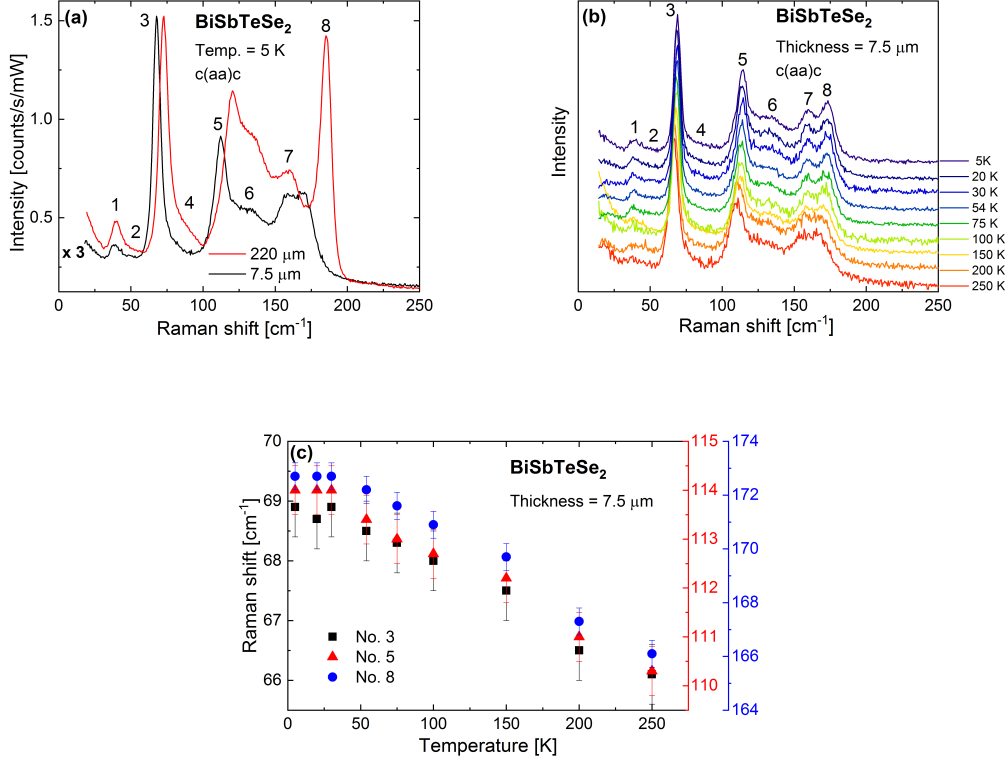 (a)
BiSbTeSe₂
Temp. = 5 K
c(aa)c
3
8
5
7
6
4
1
2
x 3
220 μm
7.5 μm
1.5
1.0
0.5
Intensity [counts/s/mW]
0 50 100 150 200 250
Raman shift [cm⁻¹]
(b)
3
BiSbTeSe₂
Thickness = 7.5 μm
c(aa)c
5
8
6
7
1
2
4
Intensity
5K
20 K
30 K
54 K
75 K
100 K
150 K
200 K
250 K
0 50 100 150 200 250
Raman shift [cm⁻¹]
(c)
BiSbTeSe₂
Thickness = 7.5 μm
No. 3
No. 5
No. 8
70
69
68
67
66
Raman shift [cm⁻¹]
0 50 100 150 200 250
Temperature [K]
115
114
113
112
111
110
174
172
170
168
166
164